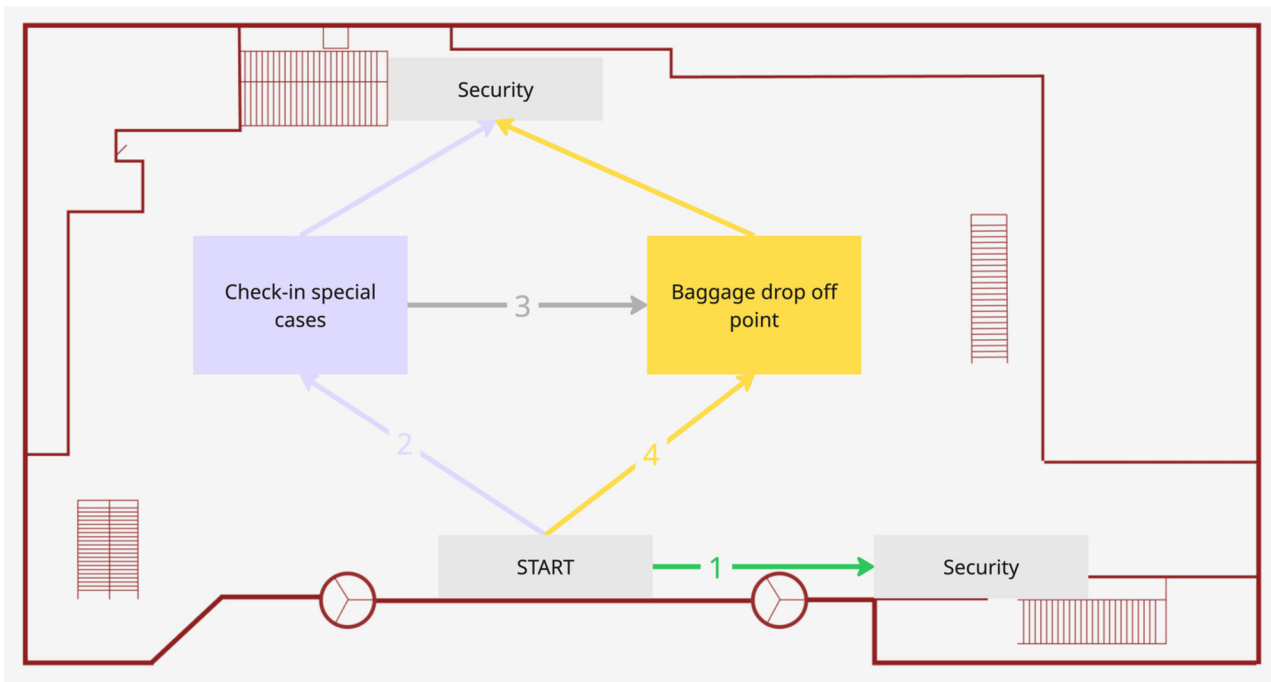 Security
Check-in special
cases
3
Baggage drop off
point
2
4
START
1
Security